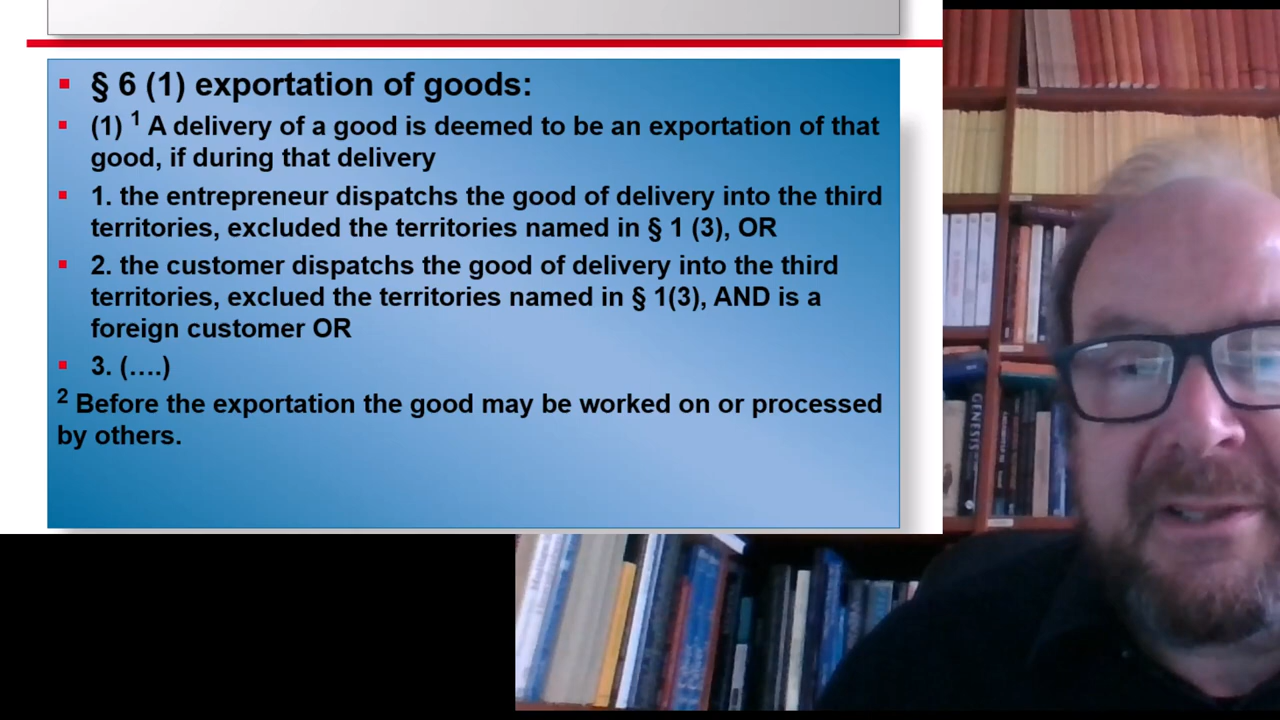 § 6 (1) exportation of goods:
(1) 1 A delivery of a good is deemed to be an exportation of that
good, if during that delivery
1. the entrepreneur dispatchs the good of delivery into the third
territories, excluded the territories named in § 1 (3), OR
2. the customer dispatchs the good of delivery into the third
territories, exclued the territories named in § 1(3), AND is a
foreign customer OR
3. (….)
2 Before the exportation the good may be worked on or processed
by others.
GENESIS